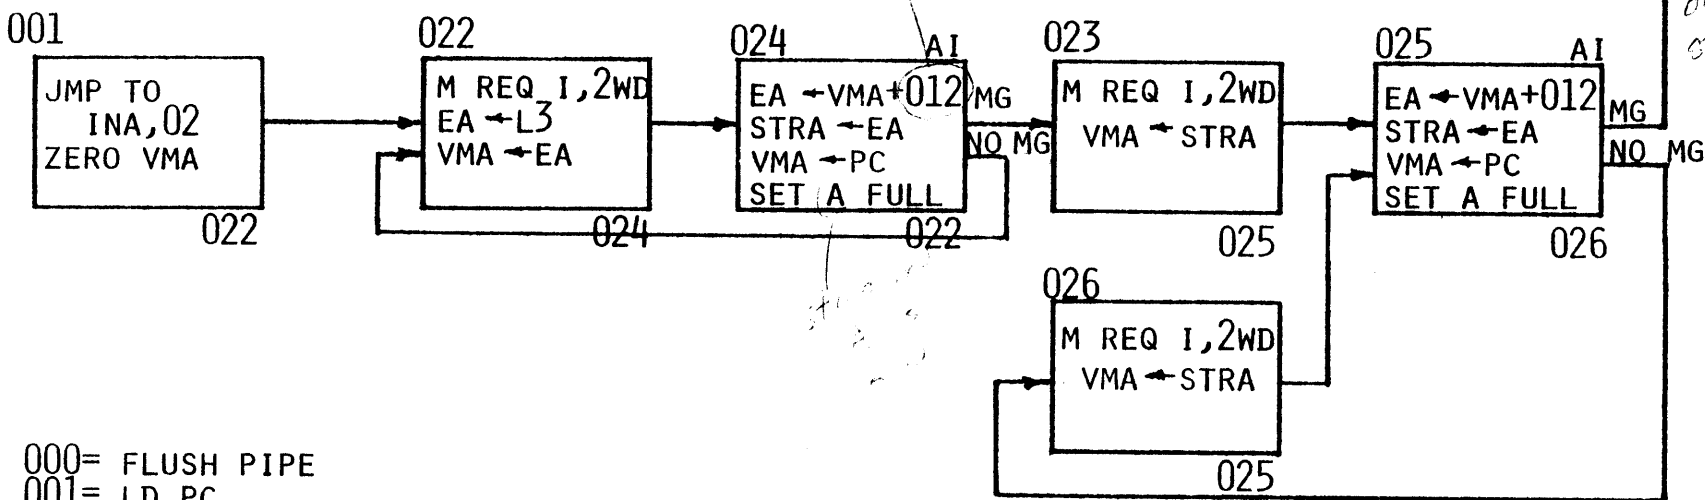 001
JMP TO
INA,02
ZERO VMA
022
022
M REQ I,2WD
EA ←L3
VMA ←EA
024
024
AI
EA ←VMA+012
STRA ←EA
VMA ←PC
SET A FULL
022
MG
NO MG
023
M REQ I,2WD
VMA ← STRA
025
025
AI
EA ←VMA+012
STRA ←EA
VMA ←PC
SET A FULL
026
MG
NO MG
026
M REQ I,2WD
VMA ← STRA
025
000= FLUSH PIPE
001= LD PC